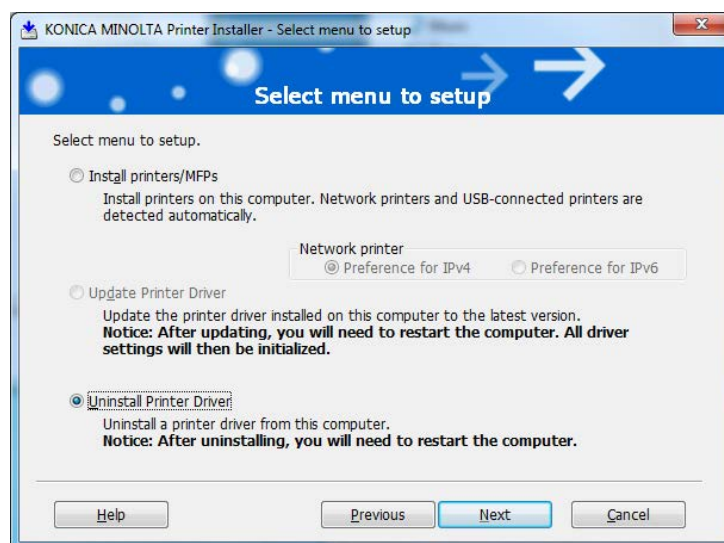 KONICA MINOLTA Printer Installer - Select menu to setup
Select menu to setup
Select menu to setup.
Install printers/MFPs
Install printers on this computer. Network printers and USB-connected printers are
detected automatically.
Network printer
Preference for IPv4 Preference for IPv6
Update Printer Driver
Update the printer driver installed on this computer to the latest version.
Notice: After updating, you will need to restart the computer. All driver
settings will then be initialized.
Uninstall Printer Driver
Uninstall a printer driver from this computer.
Notice: After uninstalling, you will need to restart the computer.
Help Previous Next Cancel